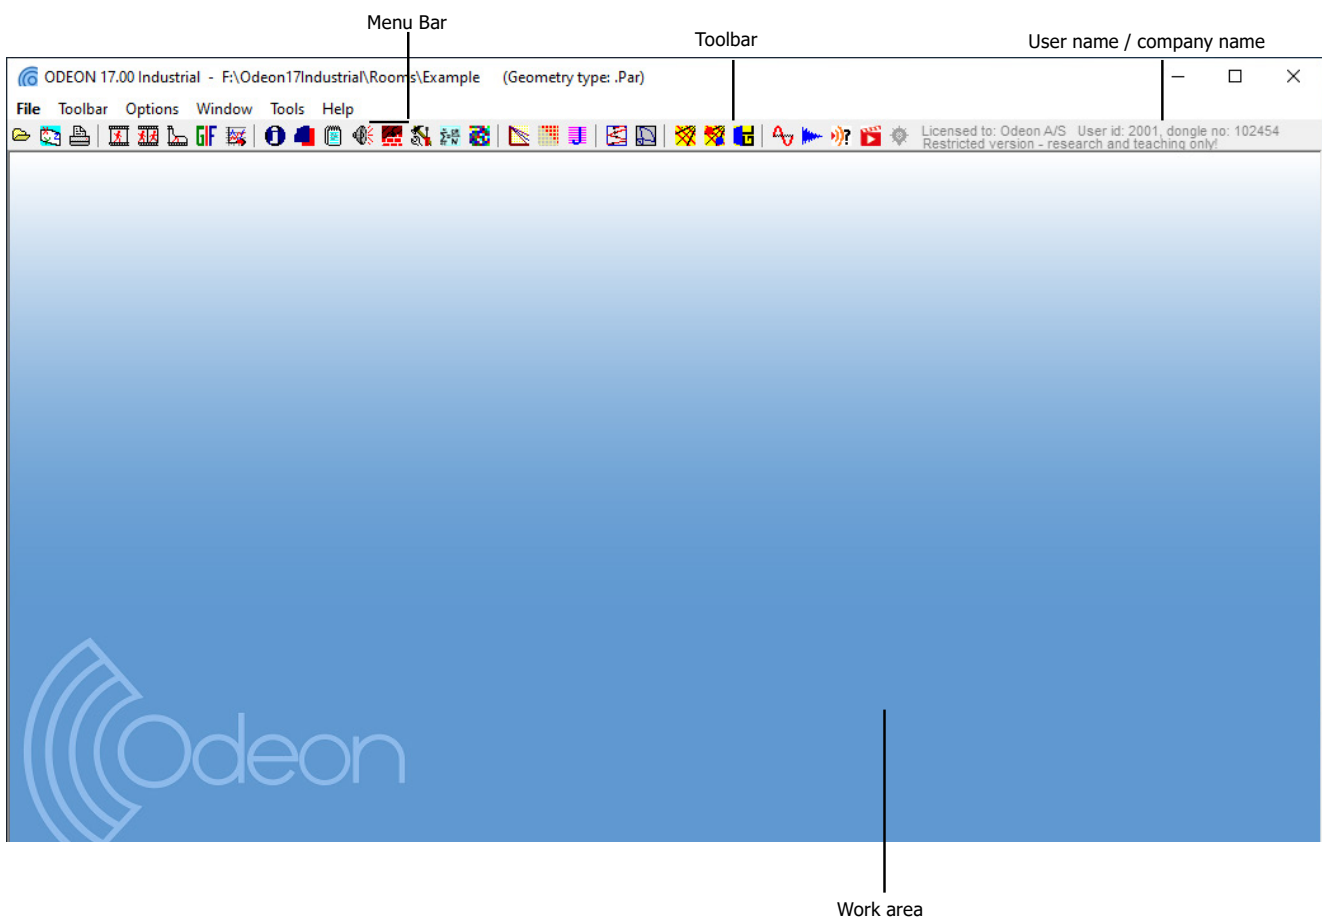 Menu Bar
Toolbar
User name / company name
ODEON 17.00 Industrial - F:\Odeon17Industrial\Rooms\Example (Geometry type: .Par)
File Toolbar Options Window Tools Help
GIF
Licensed to: Odeon A/S User id: 2001, dongle no: 102454
Restricted version - research and teaching only!
Odeon
Work area